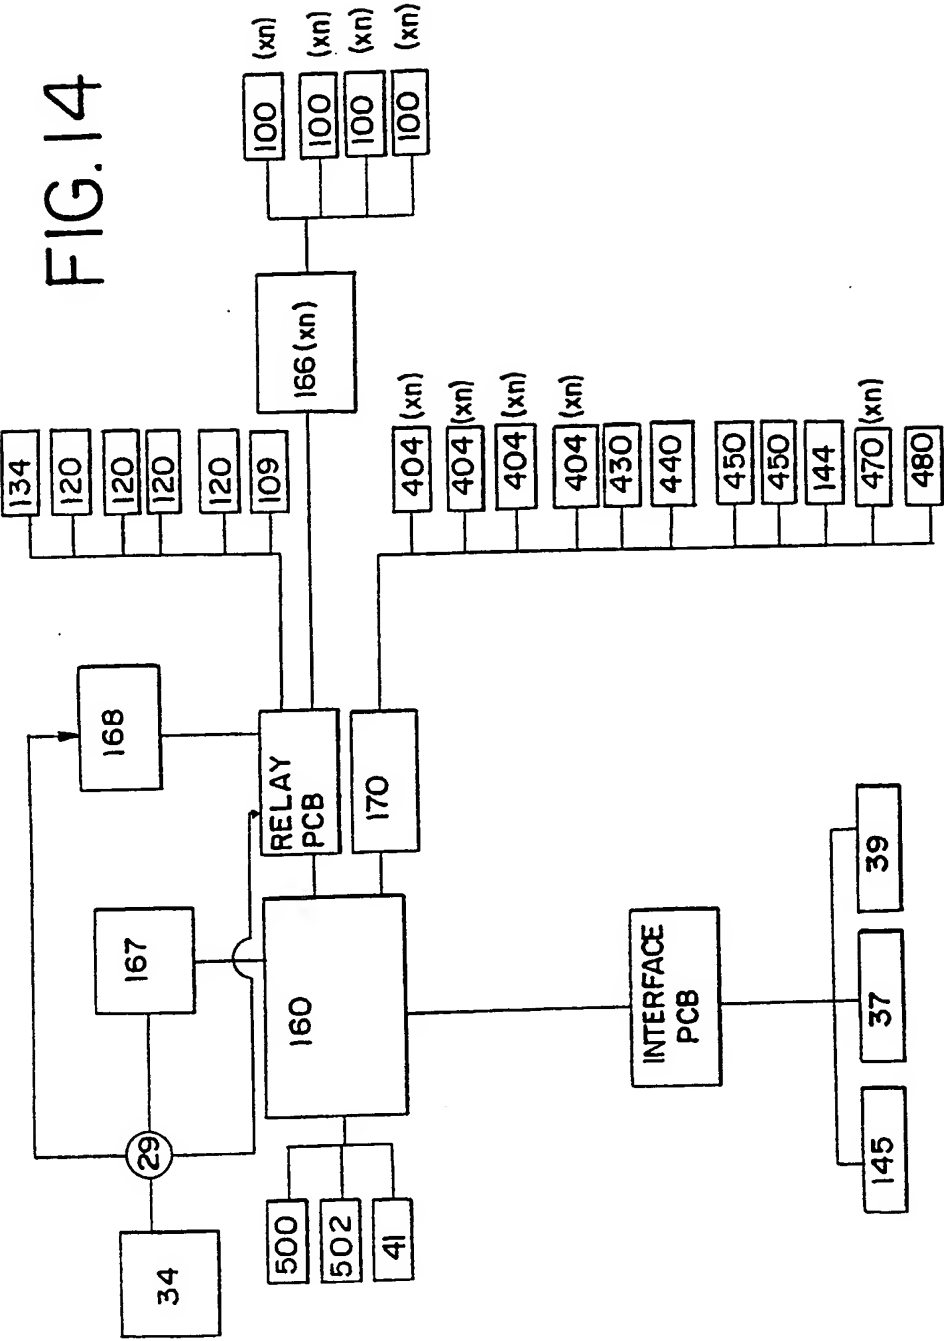 FIG. 14
134
120
120
120
120
109
100 (xn)
100 (xn)
100 (xn)
100 (xn)
166 (xn)
168
167
29
34
RELAY
PCB
170
160
500
502
41
404 (xn)
404 (xn)
404 (xn)
404 (xn)
430
440
450
450
144
470 (xn)
480
INTERFACE
PCB
145
37
39